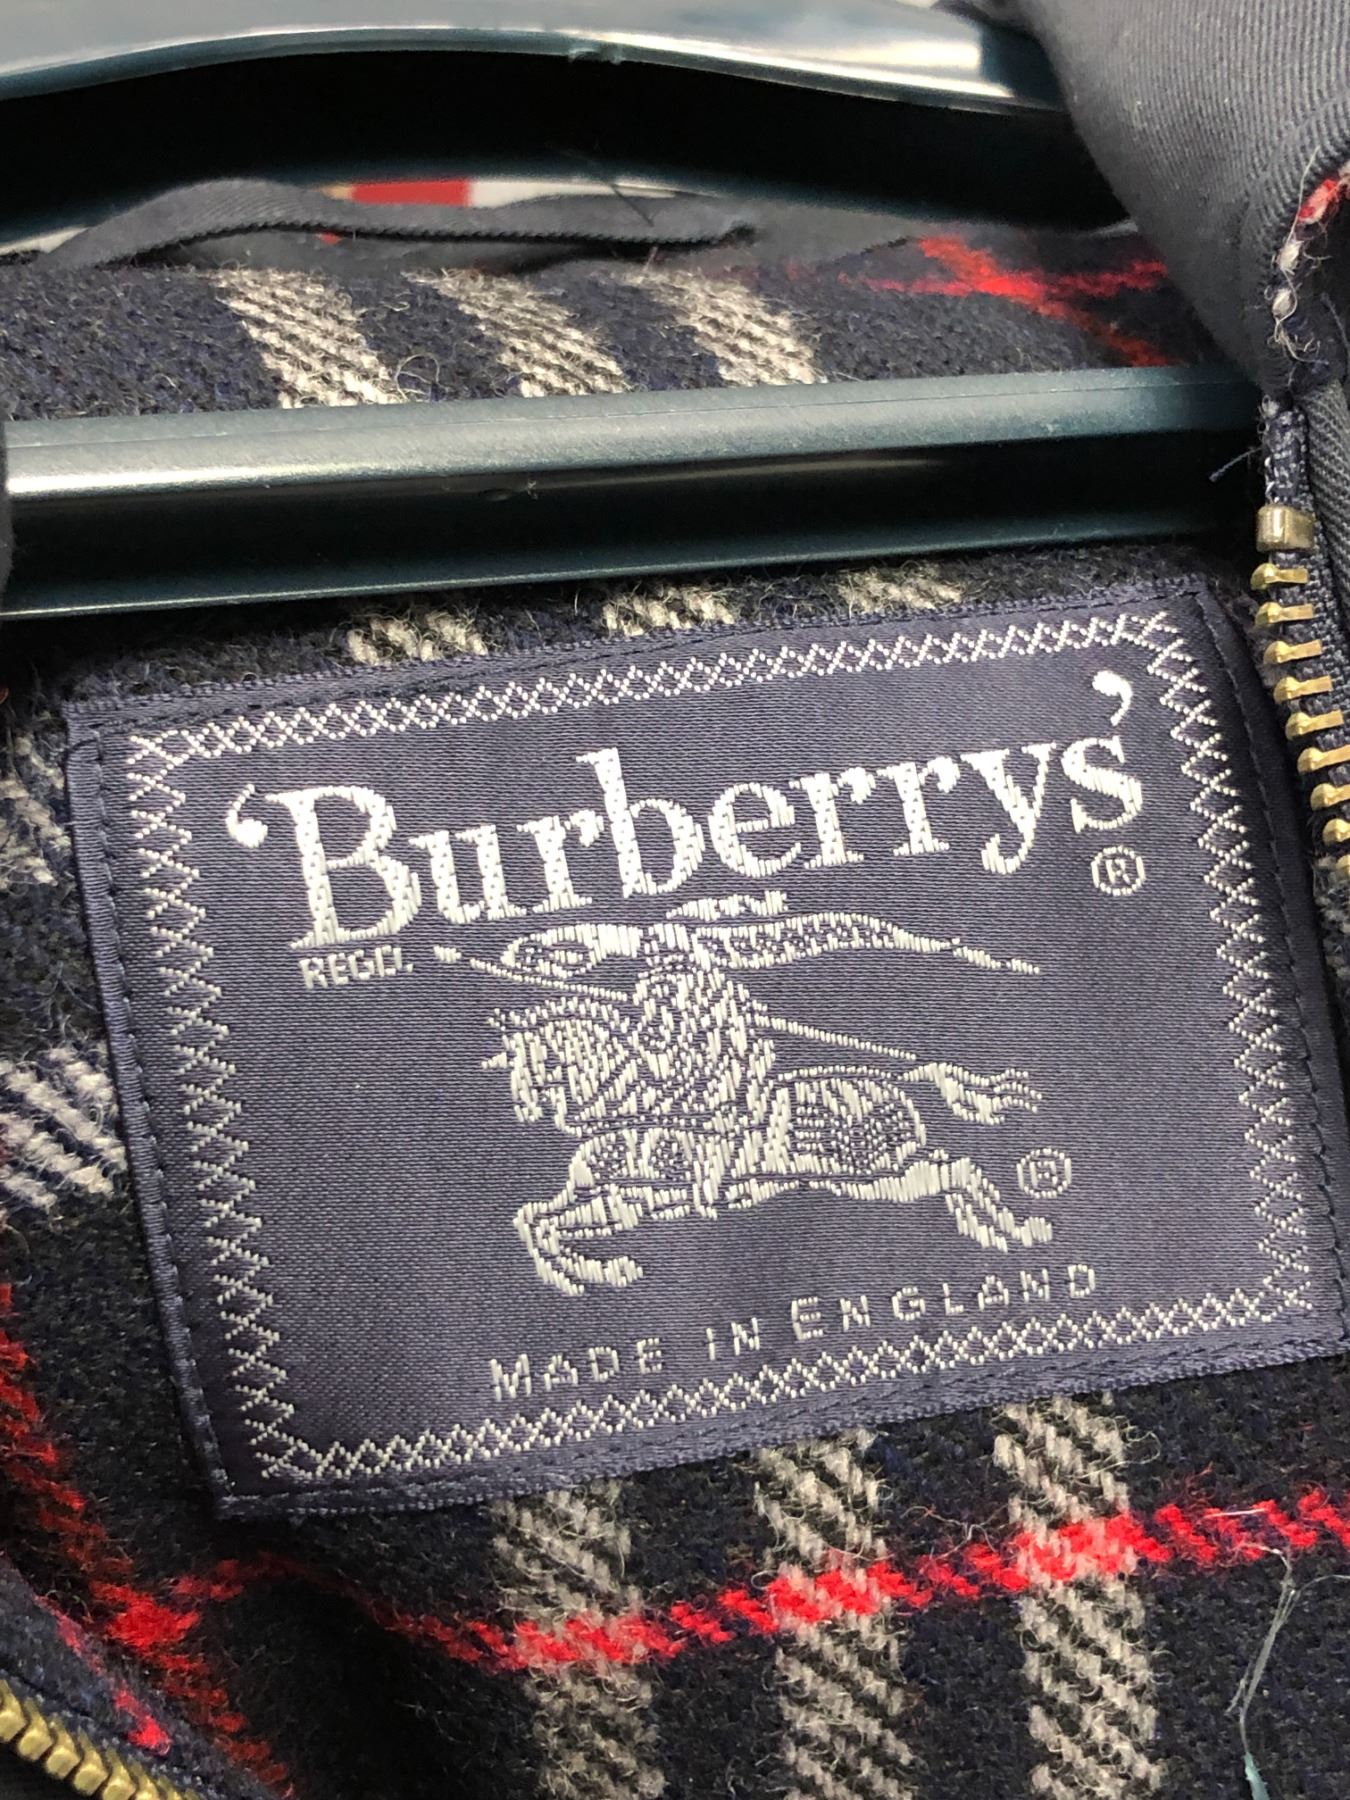 ‘Burberrys’
REGD. ®
®
MADE IN ENGLAND